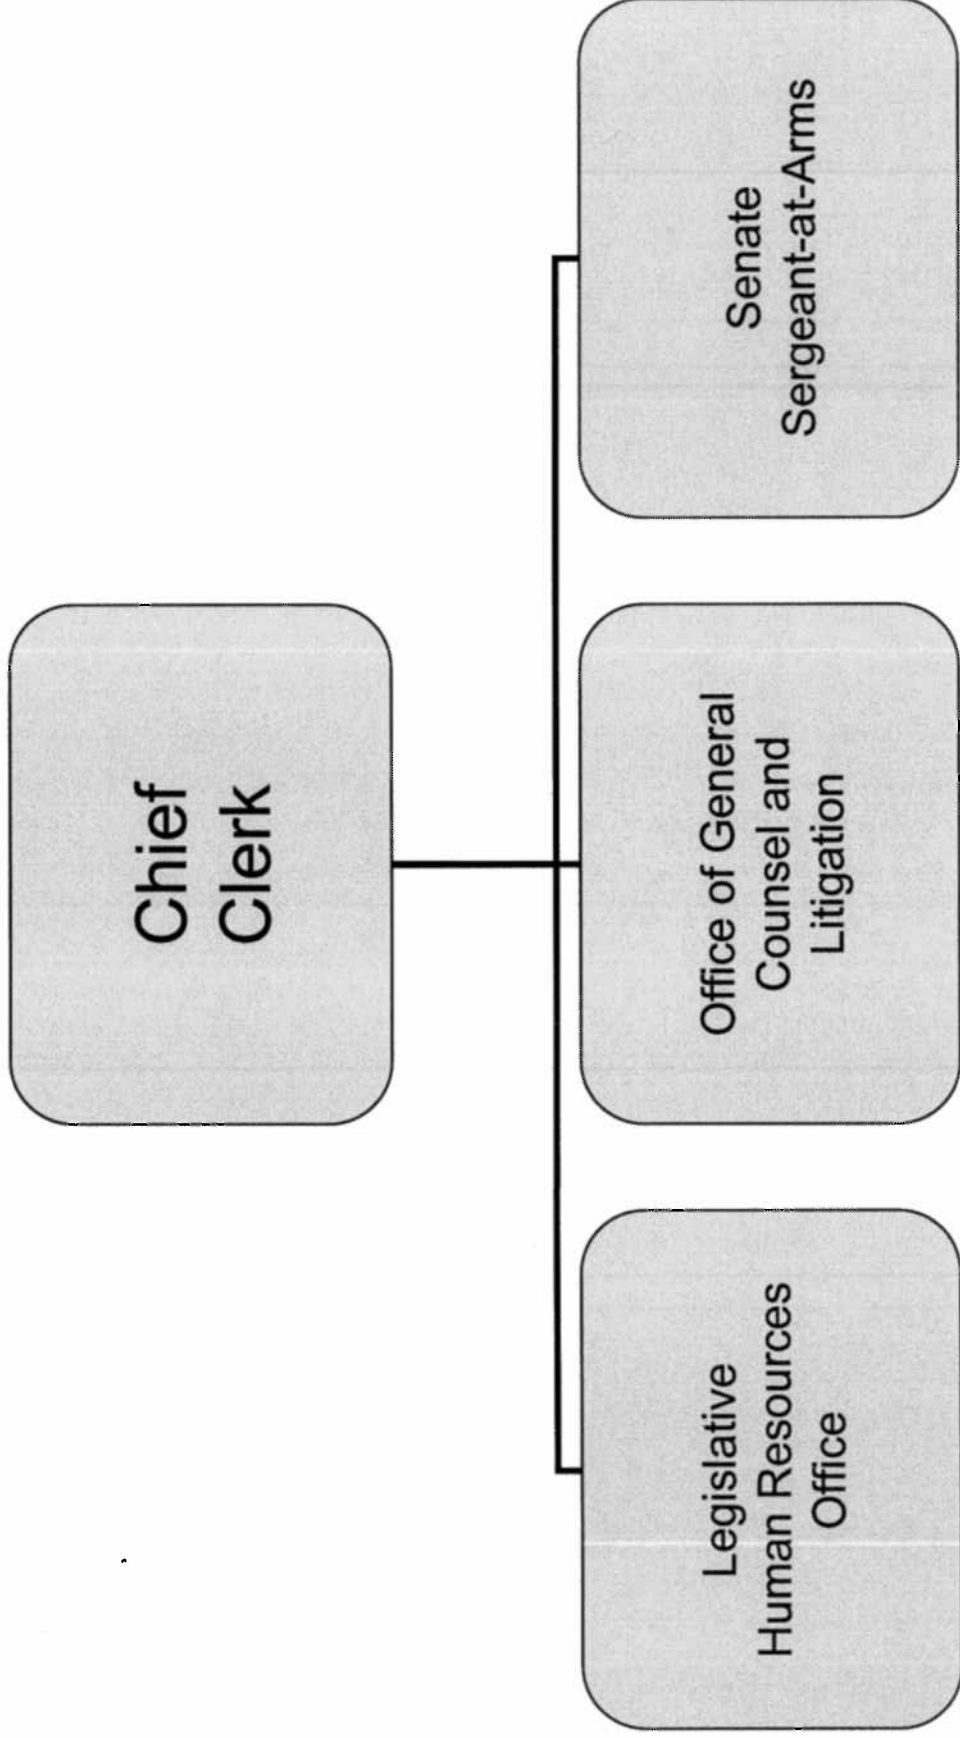 Chief
Clerk
Legislative
Human Resources
Office
Office of General
Counsel and
Litigation
Senate
Sergeant-at-Arms